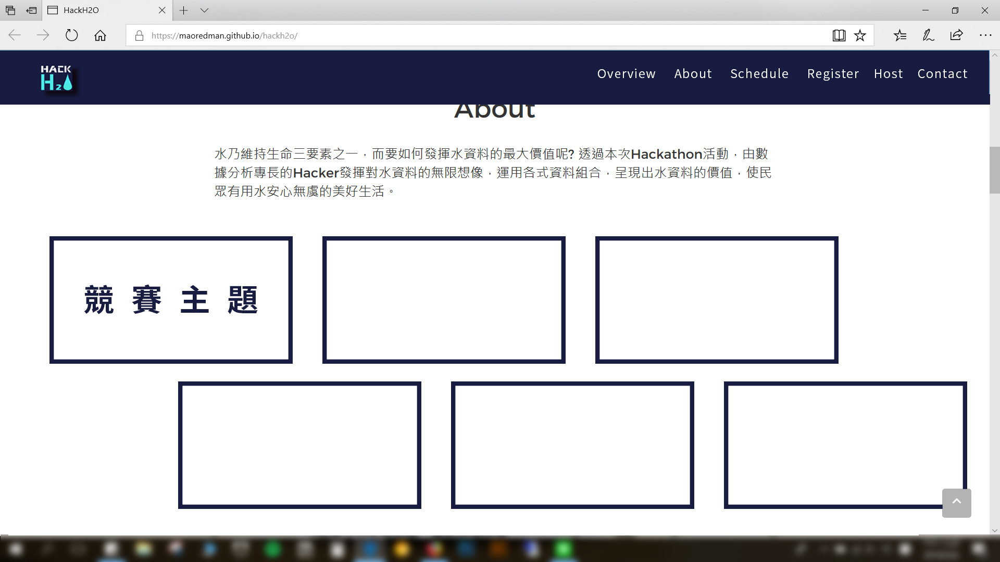 HackH2O
https://maoredman.github.io/hackh2o/
HACK
H2O
Overview About Schedule Register Host Contact
About
水乃維持生命三要素之一，而要如何發揮水資料的最大價值呢? 透過本次Hackathon活動，由數
據分析專長的Hacker發揮對水資料的無限想像，運用各式資料組合，呈現出水資料的價值，使民
眾有用水安心無虞的美好生活。
競賽主題